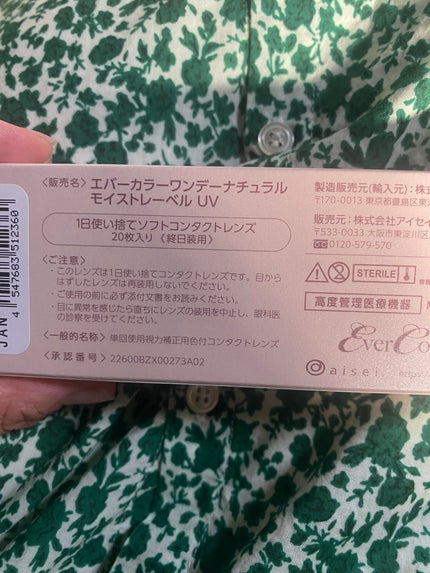 〈販売名〉エバーカラーワンデーナチュラル
モイストレーベル UV
1日使い捨てソフトコンタクトレンズ
20枚入り《終日装用》
〈ご注意〉
・このレンズは1日使い捨てコンタクトレンズです。目から
はずしたレンズは再装用しないでください。
・ご使用の前に必ず添付文書をお読みください。
・目に異常を感じたら直ちにレンズの装用を中止し、眼科医
の診察を受けてください。
〈一般的名称〉単回使用視力補正用色付コンタクトレンズ
〈承認番号〉22600BZX00273A02
製造販売元(輸入元):株式
〒170-0013 東京都豊島区東
販売元:株式会社アイセイ
〒533-0033 大阪市東淀川区
0120-579-570
STERILE
高度管理医療機器
EverCo
aisei.
https:
JAN 4 547683 512360